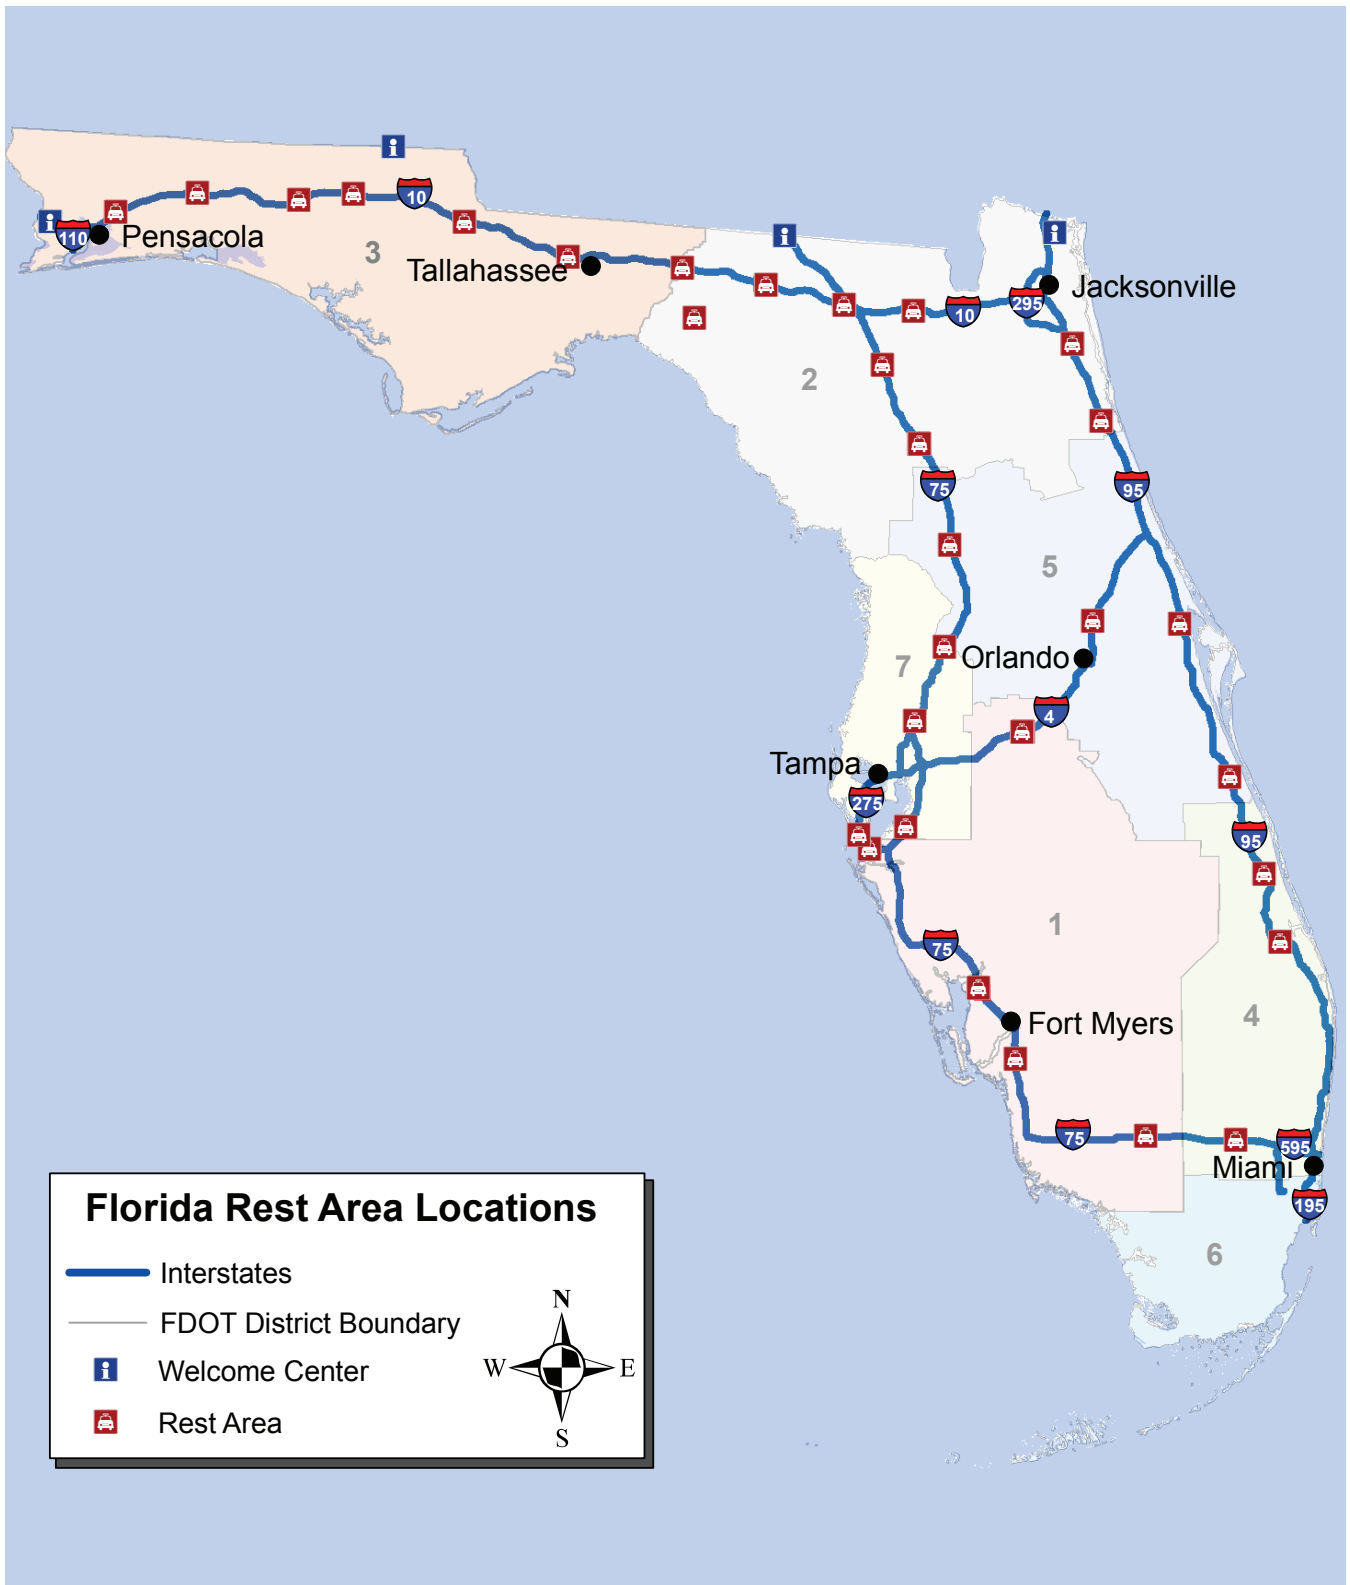 10
110
Pensacola
3
Tallahassee
Jacksonville
295
10
2
75
95
5
7
Orlando
4
Tampa
275
95
1
75
4
Fort Myers
75
595
Miami
195
6
Florida Rest Area Locations
Interstates
FDOT District Boundary
Welcome Center
Rest Area
N
W
E
S